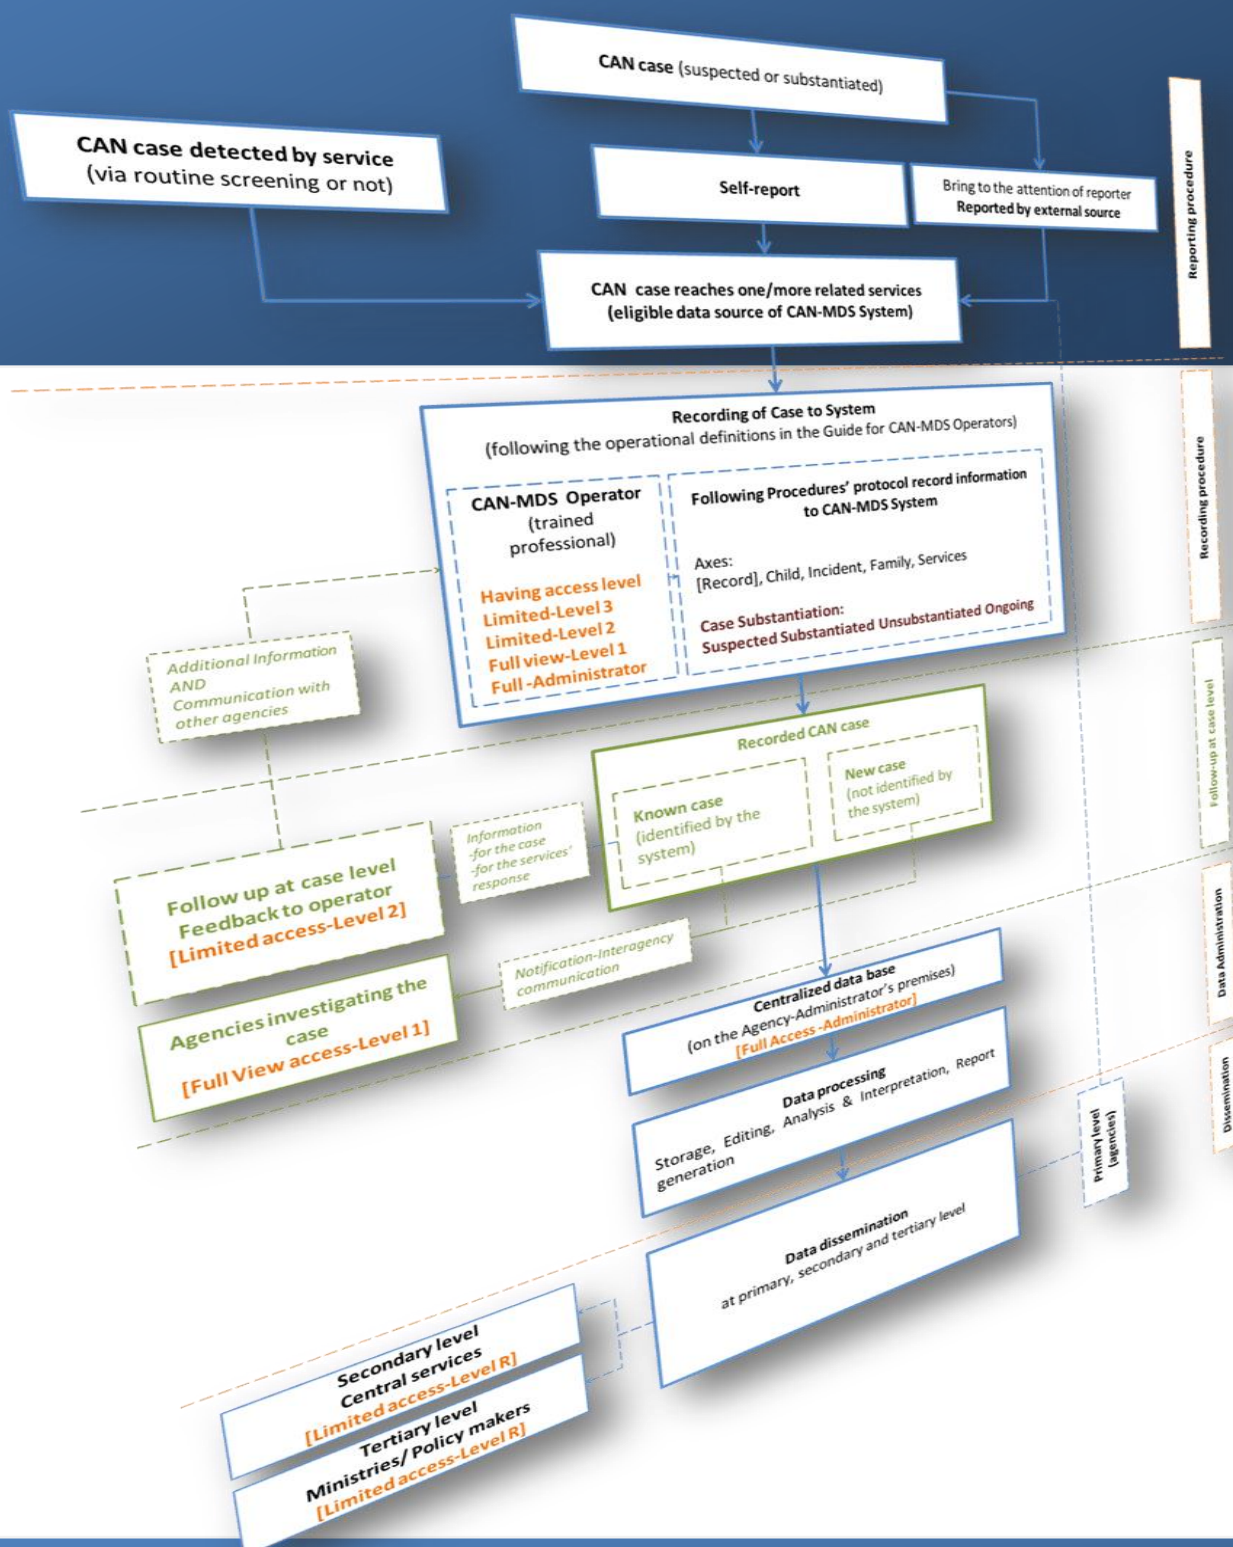 CAN case (suspected or substantiated)
CAN case detected by service
(via routine screening or not)
Self-report
Bring to the attention of reporter
Reported by external source
CAN case reaches one/more related services
(eligible data source of CAN-MDS System)
Reporting procedure
Recording of Case to System
(following the operational definitions in the Guide for CAN-MDS Operators)
CAN-MDS Operator
(trained
professional)
Having access level
Limited-Level 3
Limited-Level 2
Full view-Level 1
Full -Administrator
Following Procedures' protocol record information
to CAN-MDS System
Axes:
[Record], Child, Incident, Family, Services
Case Substantiation:
Suspected Substantiated Unsubstantiated Ongoing
Recording procedure
Additional Information
AND
Communication with
other agencies
Recorded CAN case
Known case
(identified by the
system)
New case
(not identified by
the system)
Follow-up at case level
Information
-for the case
-for the services'
response
Follow up at case level
Feedback to operator
[Limited access-Level 2]
Notification-Interagency
communication
Agencies investigating the
case
[Full View access-Level 1]
Centralized data base
(on the Agency-Administrator's premises)
[Full Access -Administrator]
Data Administration
Data processing
Storage, Editing, Analysis & Interpretation, Report
generation
Dissemination
Primary level
(agencies)
Data dissemination
at primary, secondary and tertiary level
Secondary level
Central services
[Limited access-Level R]
Tertiary level
Ministries/ Policy makers
[Limited access-Level R]